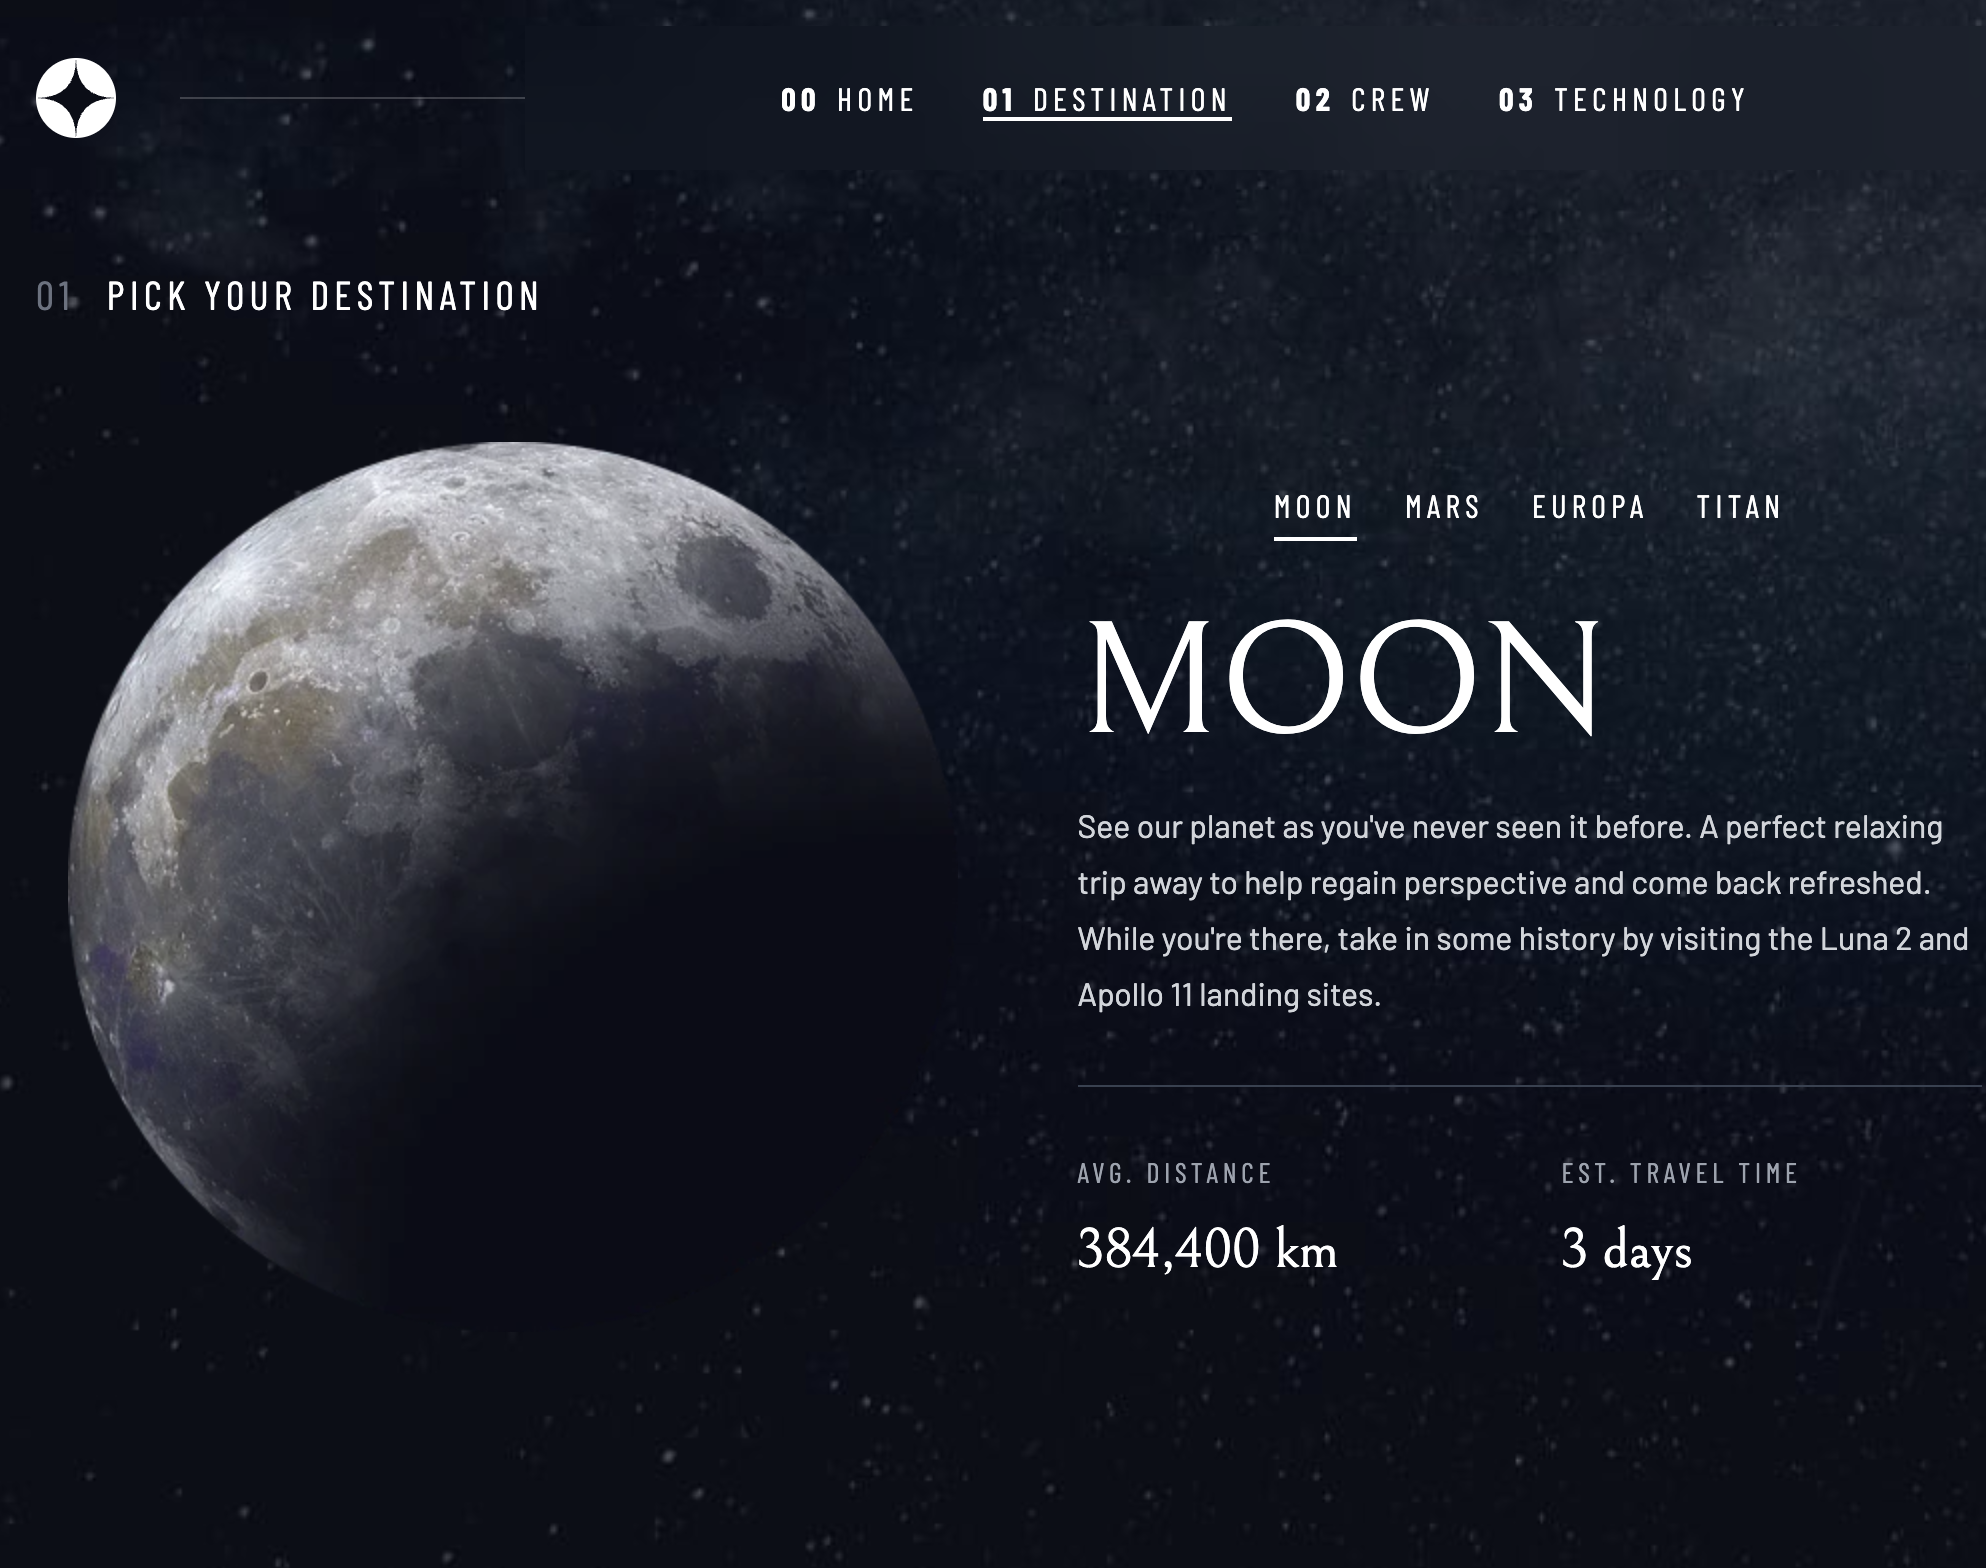 00 HOME 01 DESTINATION 02 CREW 03 TECHNOLOGY
01 PICK YOUR DESTINATION
MOON MARS EUROPA TITAN
MOON
See our planet as you've never seen it before. A perfect relaxing
trip away to help regain perspective and come back refreshed.
While you're there, take in some history by visiting the Luna 2 and
Apollo 11 landing sites.
AVG. DISTANCE
384,400 km
EST. TRAVEL TIME
3 days